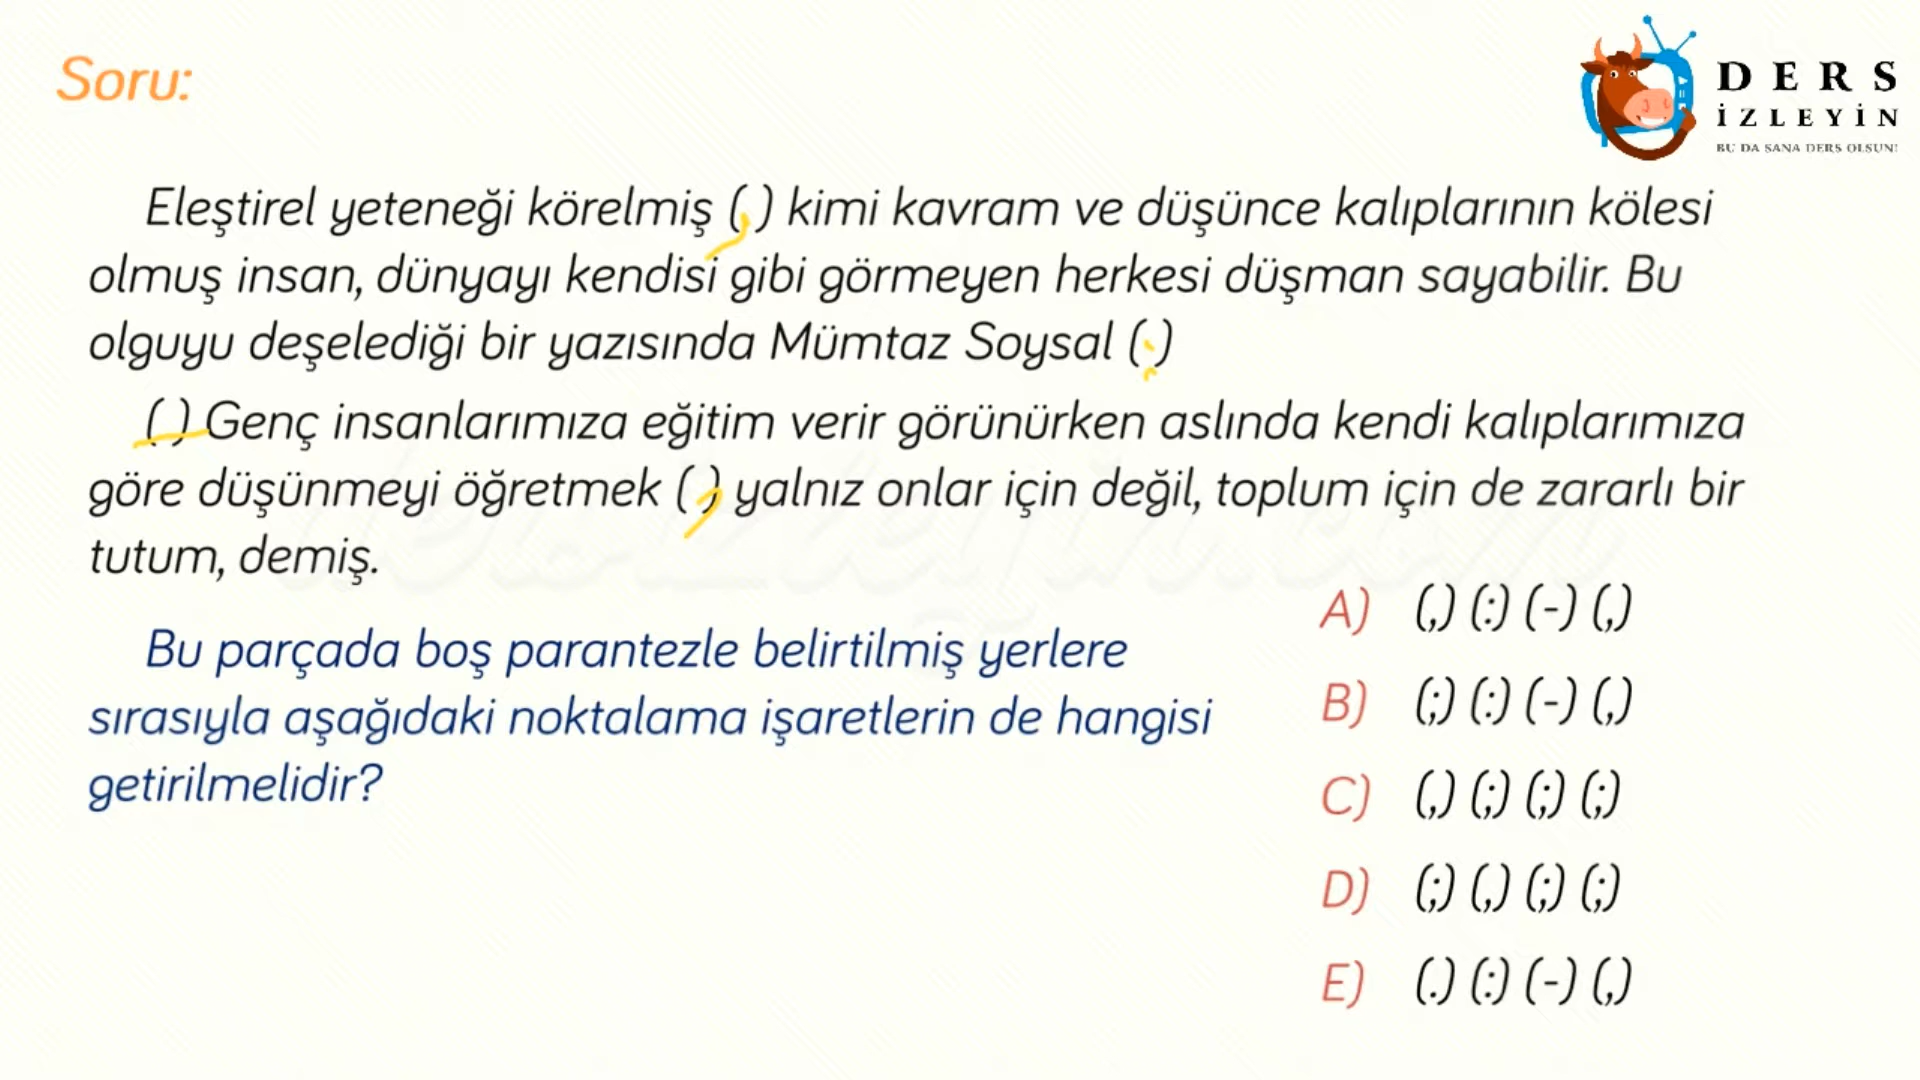 Soru:
DERS
İZLEYİN
BU DA SANA DERS OLSUN!
Eleştirel yeteneği körelmiş (,) kimi kavram ve düşünce kalıplarının kölesi
olmuş insan, dünyayı kendisi gibi görmeyen herkesi düşman sayabilir. Bu
olguyu deşelediği bir yazısında Mümtaz Soysal (:)
(-) Genç insanlarımıza eğitim verir görünürken aslında kendi kalıplarımıza
göre düşünmeyi öğretmek (,) yalnız onlar için değil, toplum için de zararlı bir
tutum, demiş.
Bu parçada boş parantezle belirtilmiş yerlere
sırasıyla aşağıdaki noktalama işaretlerin de hangisi
getirilmelidir?
A) (,) (:) (-) (,)
B) (;) (:) (-) (,)
C) (,) (;) (;) (;)
D) (;) (,) (;) (;)
E) (.) (:) (-) (,)